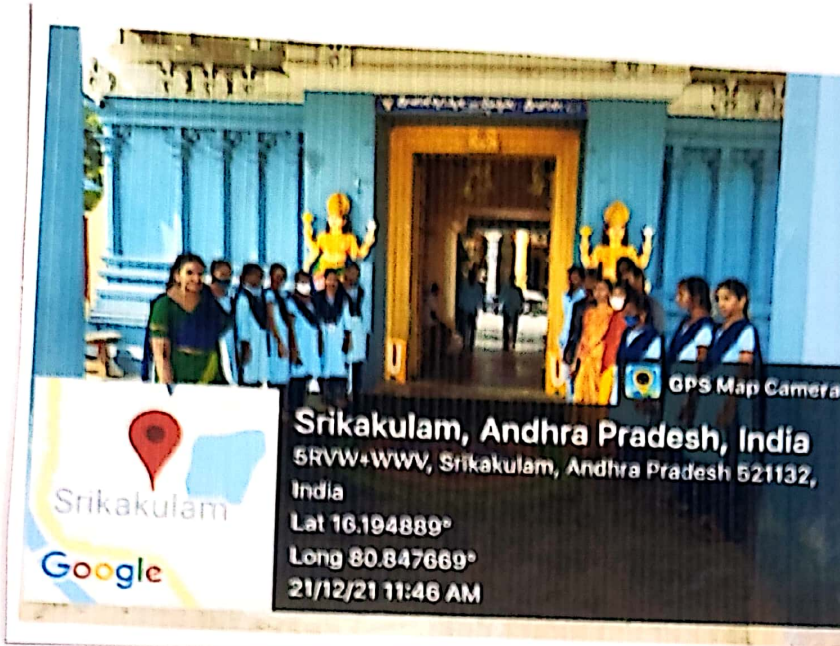 GPS Map Camera
Srikakulam, Andhra Pradesh, India
5RVW+WWV, Srikakulam, Andhra Pradesh 521132,
India
Lat 16.194889°
Long 80.847669°
21/12/21 11:46 AM
Srikakulam
Google